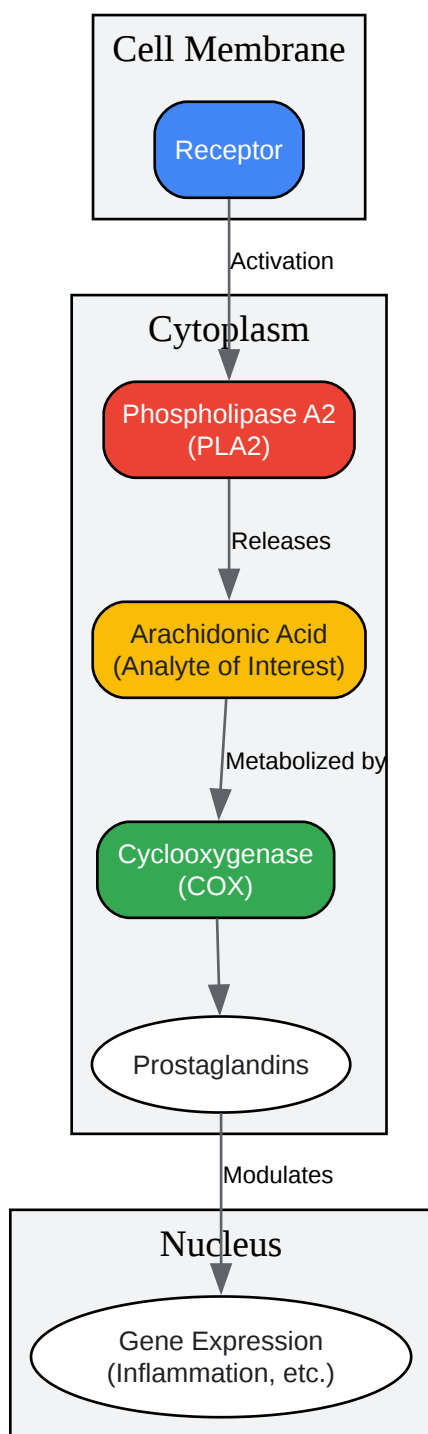 Cell Membrane
Receptor
Activation
Cytoplasm
Phospholipase A2
(PLA2)
Releases
Arachidonic Acid
(Analyte of Interest)
Metabolized by
Cyclooxygenase
(COX)
Prostaglandins
Modulates
Nucleus
Gene Expression
(Inflammation, etc.)